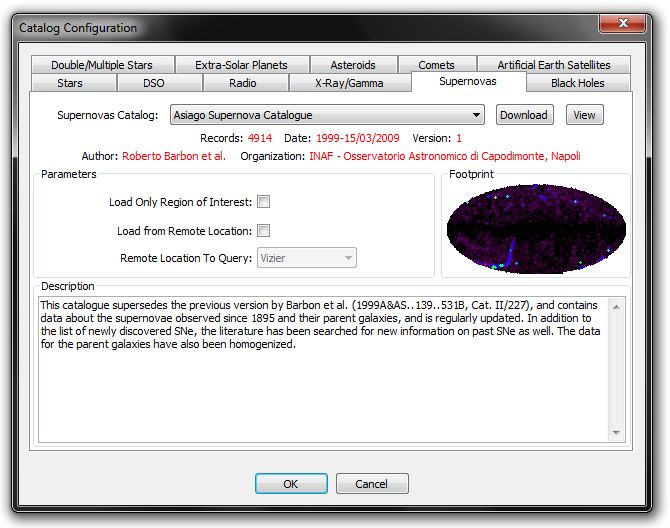 Catalog Configuration
Double/Multiple Stars Extra-Solar Planets Asteroids Comets Artificial Earth Satellites
Stars DSO Radio X-Ray/Gamma Supernovas Black Holes
Supernovas Catalog: Asiago Supernova Catalogue Download View
Records: 4914 Date: 1999-15/03/2009 Version: 1
Author: Roberto Barbon et al. Organization: INAF - Osservatorio Astronomico di Capodimonte, Napoli
Parameters Footprint
Load Only Region of Interest:
Load from Remote Location:
Remote Location To Query: Vizier
Description
This catalogue supersedes the previous version by Barbon et al. (1999A&AS..139..531B, Cat. II/227), and contains
data about the supernovae observed since 1895 and their parent galaxies, and is regularly updated. In addition to
the list of newly discovered SNe, the literature has been searched for new information on past SNe as well. The data
for the parent galaxies have also been homogenized.
OK Cancel